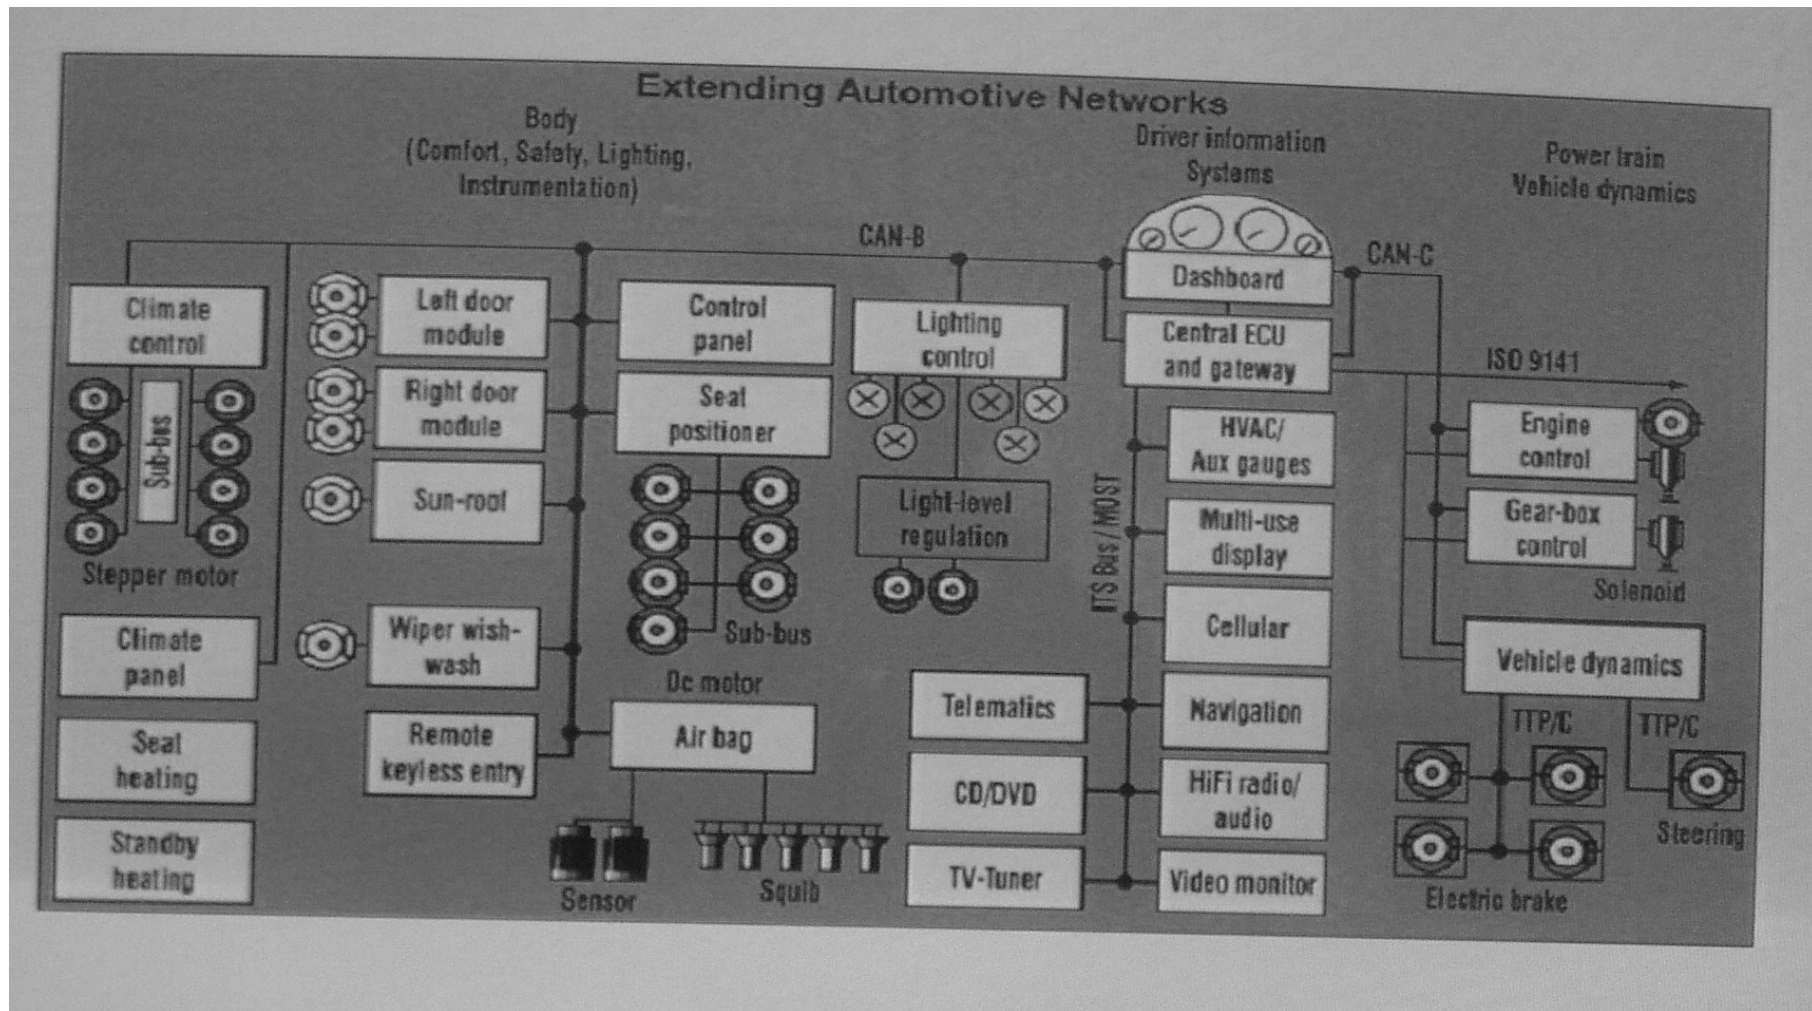 Extending Automotive Networks
Body
(Comfort, Safety, Lighting,
Instrumentation)
Driver information
Systems
Power train
Vehicle dynamics
CAN-B
CAN-C
Climate
control
Sub-bus
Stepper motor
Climate
panel
Seat
heating
Standby
heating
Left door
module
Right door
module
Sun-roof
Wiper wish-
wash
Remote
keyless entry
Control
panel
Seat
positioner
Sub-bus
Dc motor
Air bag
Sensor
Squib
Lighting
control
Light-level
regulation
Dashboard
Central ECU
and gateway
ITS Bus / MOST
HVAC/
Aux gauges
Multi-use
display
Cellular
Telematics
Navigation
CD/DVD
HiFi radio/
audio
TV-Tuner
Video monitor
ISO 9141
Engine
control
Gear-box
control
Solenoid
Vehicle dynamics
TTP/C
TTP/C
Steering
Electric brake